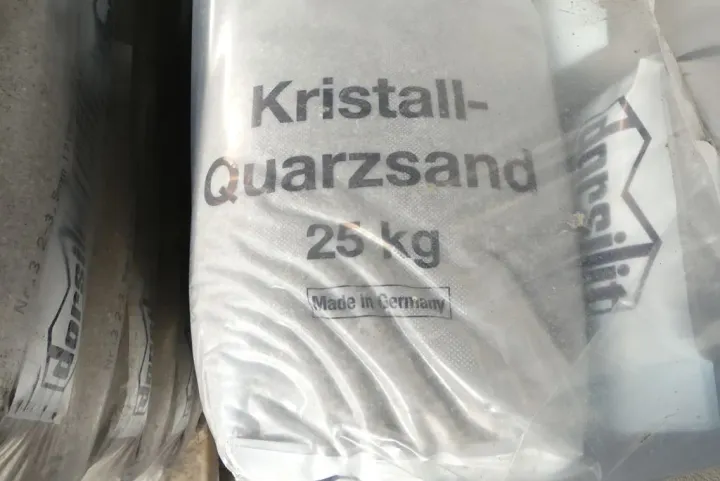 Kristall-
Quarzsand
25 kg
Made in Germany
Dorsilit